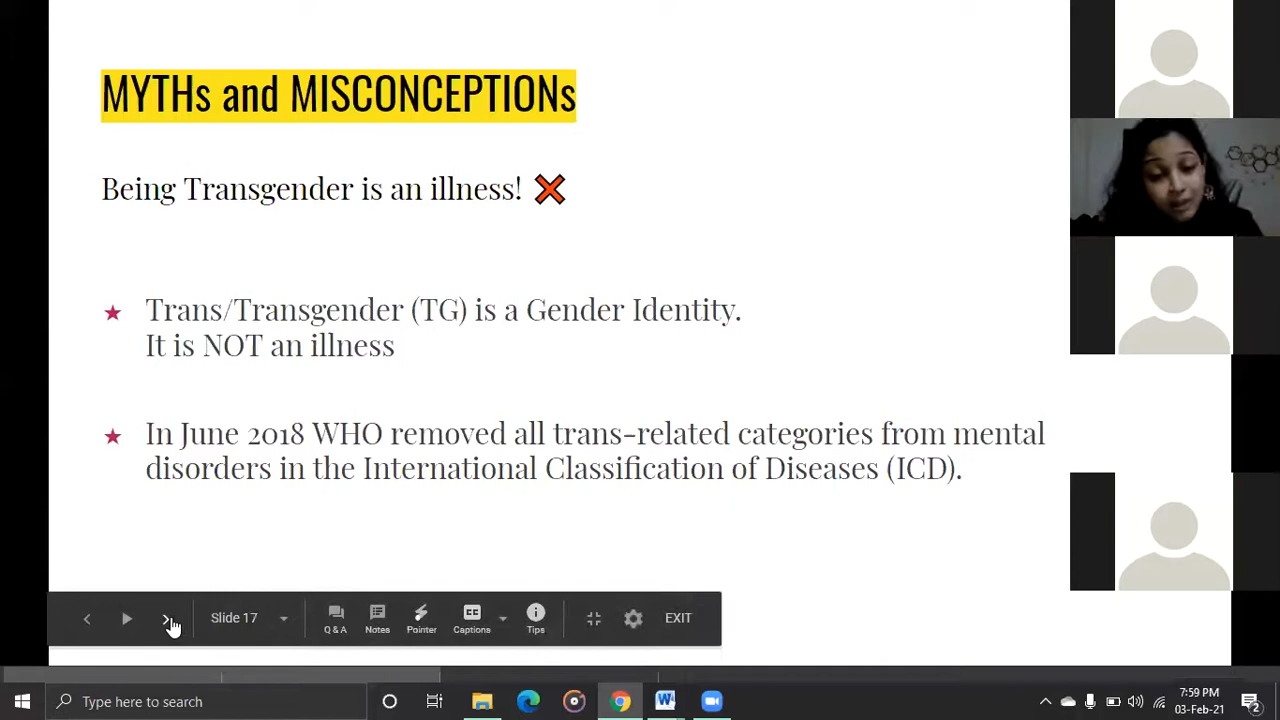 MYTHs and MISCONCEPTIONs
Being Transgender is an illness!
Trans/Transgender (TG) is a Gender Identity.
It is NOT an illness
In June 2018 WHO removed all trans-related categories from mental
disorders in the International Classification of Diseases (ICD).
Slide 17
Q & A
Notes
Pointer
Captions
Tips
EXIT
Type here to search
7:59 PM
03-Feb-21
2